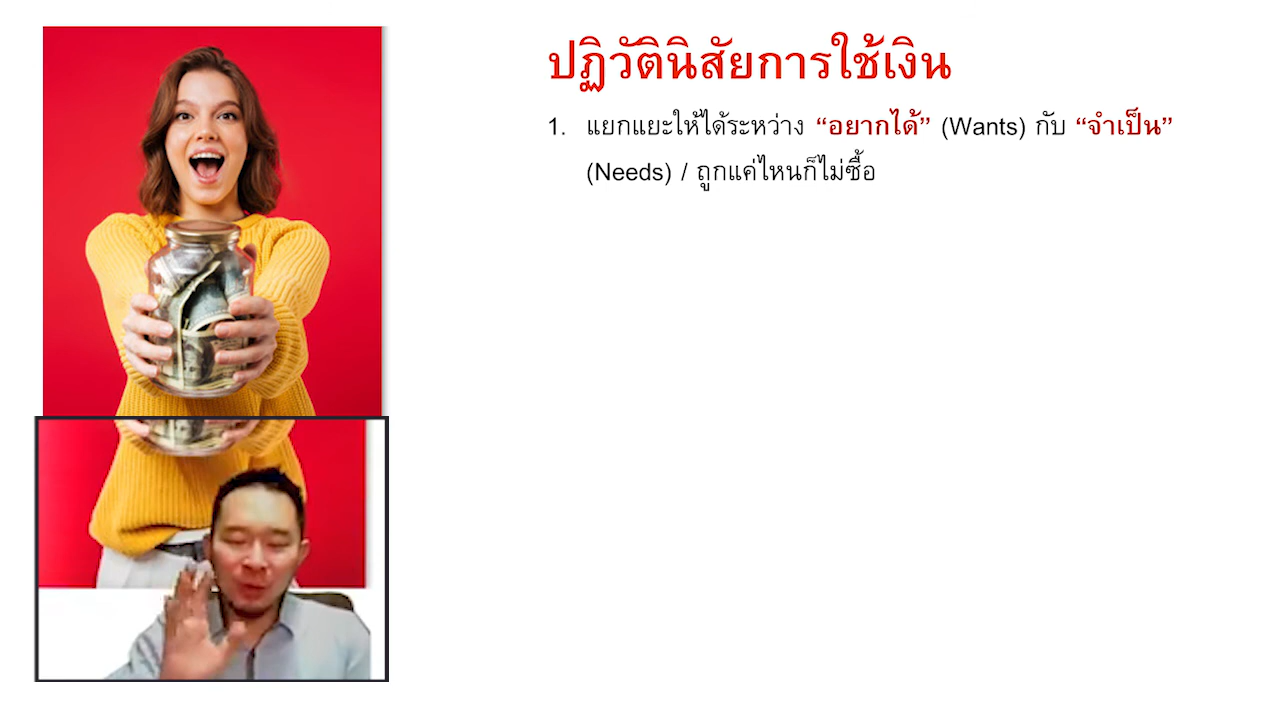 ปฏิวัตินิสัยการใช้เงิน
1. แยกแยะให้ได้ระหว่าง “อยากได้” (Wants) กับ “จำเป็น”
(Needs) / ถูกแค่ไหนก็ไม่ซื้อ